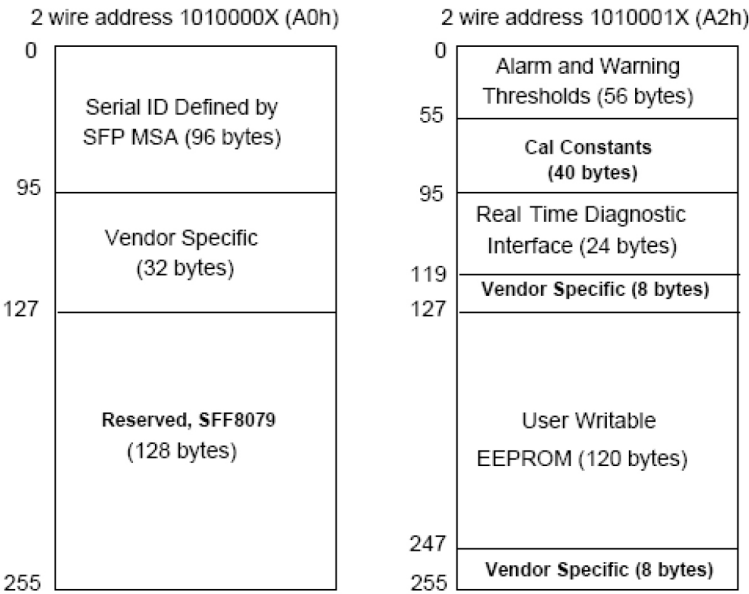 2 wire address 1010000X (A0h)
0
Serial ID Defined by
SFP MSA (96 bytes)
95
Vendor Specific
(32 bytes)
127
Reserved, SFF8079
(128 bytes)
255
2 wire address 1010001X (A2h)
0
Alarm and Warning
Thresholds (56 bytes)
55
Cal Constants
(40 bytes)
95
Real Time Diagnostic
Interface (24 bytes)
119
Vendor Specific (8 bytes)
127
User Writable
EEPROM (120 bytes)
247
Vendor Specific (8 bytes)
255